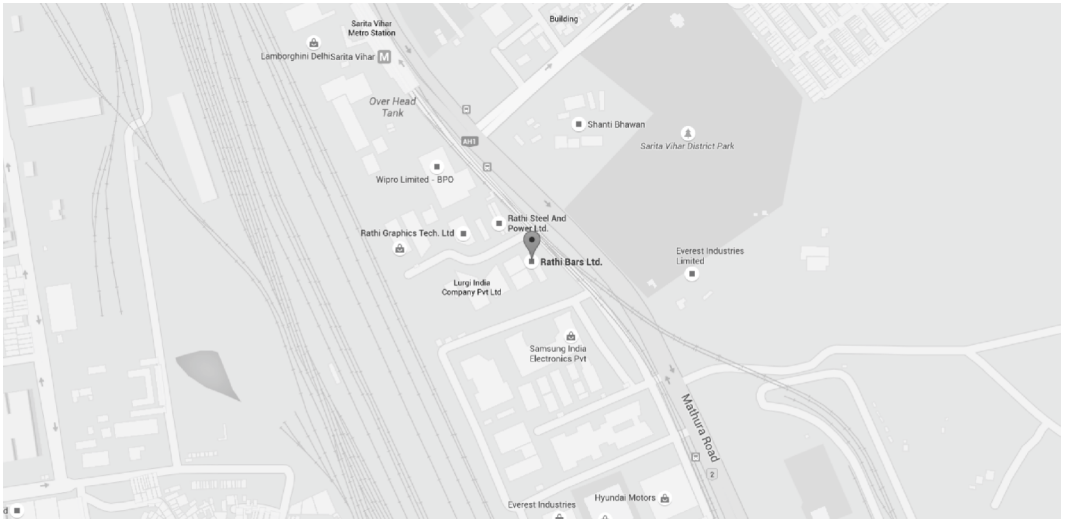 Building
Sarita Vihar
Metro Station
Lamborghini Delhi
Sarita Vihar
M
Over Head
Tank
AH1
Shanti Bhawan
Sarita Vihar District Park
Wipro Limited - BPO
Rathi Steel And
Power Ltd.
Rathi Graphics Tech. Ltd
Rathi Bars Ltd.
Everest Industries
Limited
Lurgi India
Company Pvt Ltd
Samsung India
Electronics Pvt
Mathura Road
2
Hyundai Motors
Everest Industries
d